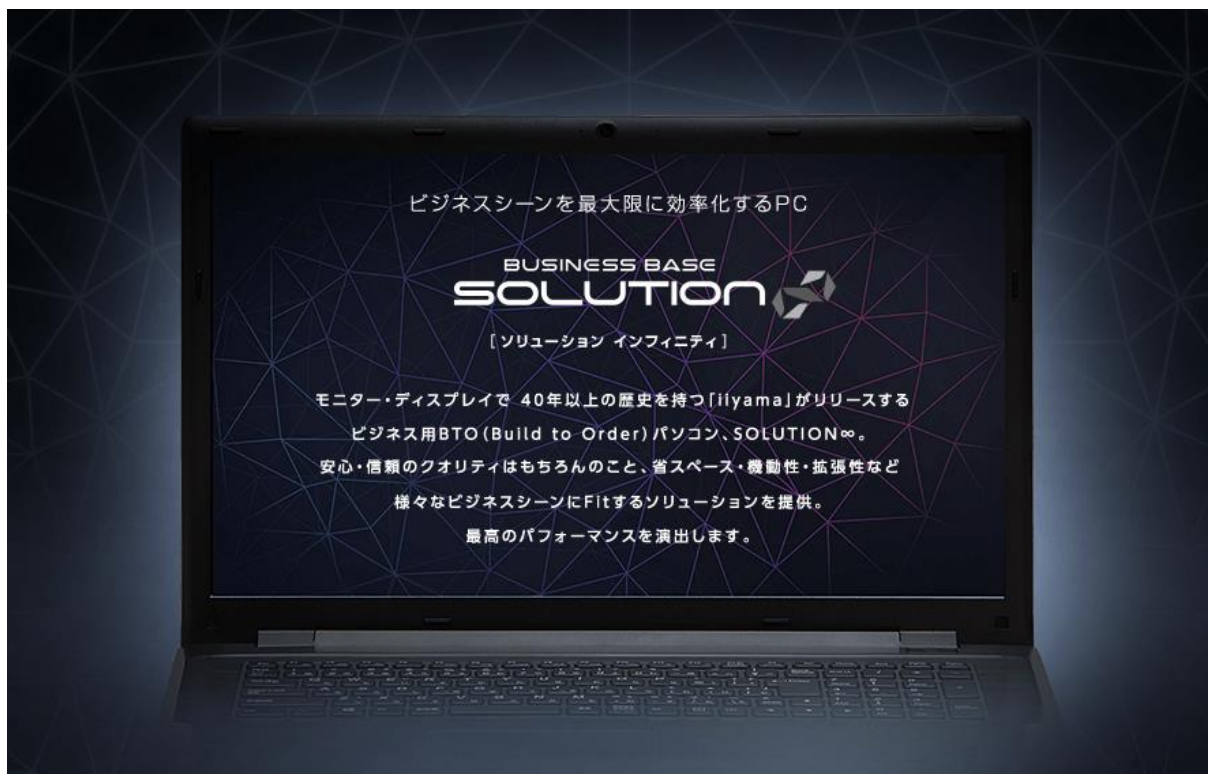 ビジネスシーンを最大限に効率化するPC
BUSINESS BASE
SOLUTION
[ソリューション インフィニティ]
モニター・ディスプレイで 40年以上の歴史を持つ「iiyama」がリリースする
ビジネス用BTO(Build to Order)パソコン、SOLUTION∞。
安心・信頼のクオリティはもちろんのこと、省スペース・機動性・拡張性など
様々なビジネスシーンにFitするソリューションを提供。
最高のパフォーマンスを演出します。